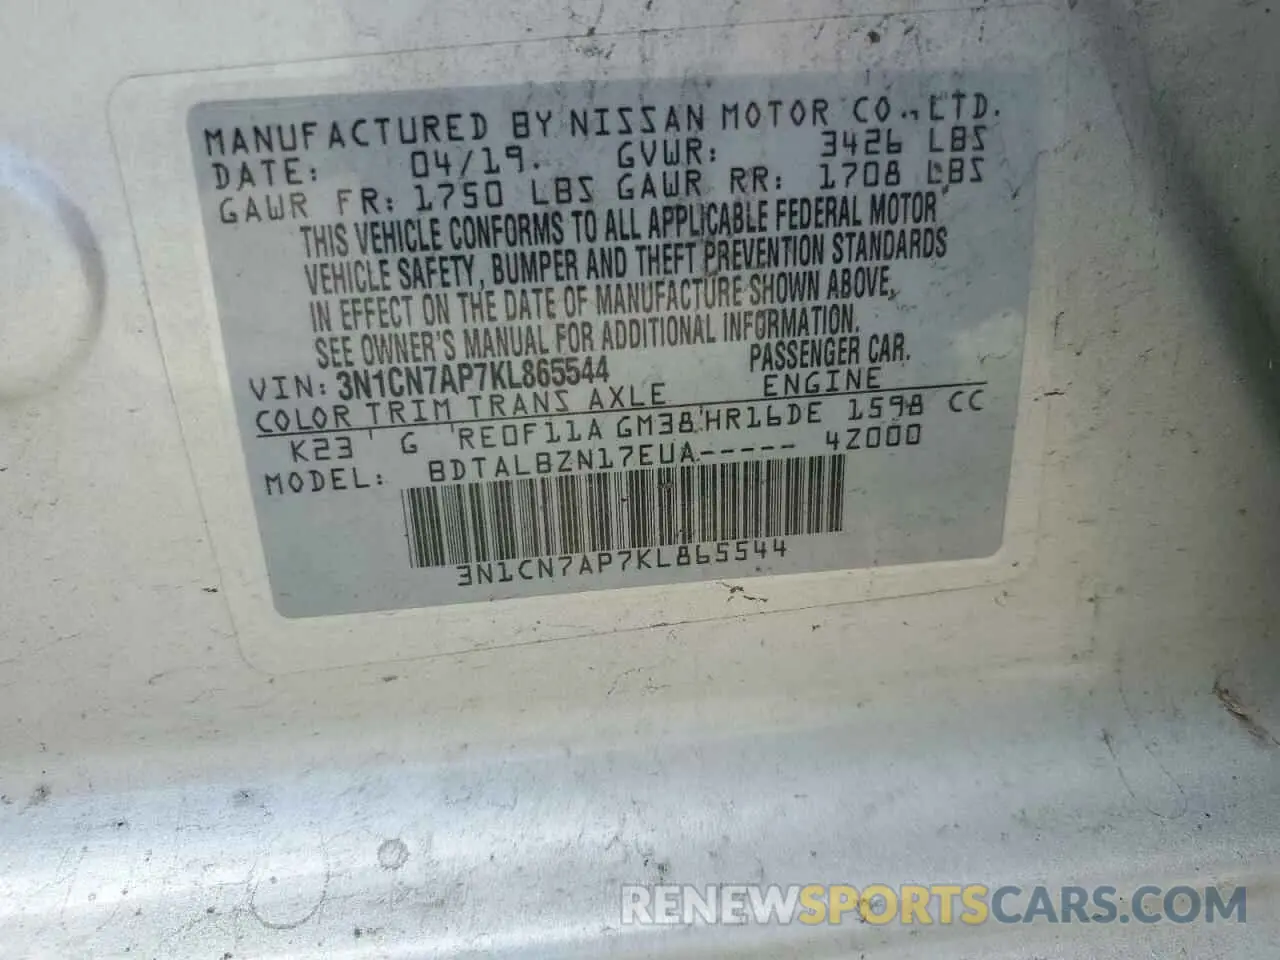 MANUFACTURED BY NISSAN MOTOR CO., LTD.
DATE: 04/19. GVWR: 3426 LBS
GAWR FR: 1750 LBS GAWR RR: 1708 LBS
THIS VEHICLE CONFORMS TO ALL APPLICABLE FEDERAL MOTOR
VEHICLE SAFETY, BUMPER AND THEFT PREVENTION STANDARDS
IN EFFECT ON THE DATE OF MANUFACTURE SHOWN ABOVE,
SEE OWNER'S MANUAL FOR ADDITIONAL INFORMATION.
VIN: 3N1CN7AP7KL865544 PASSENGER CAR.
COLOR TRIM TRANS AXLE ENGINE
K23 G RE0F11A GM38 HR16DE 1598 CC
MODEL: BDTALBZN17EUA----- 4Z000
3N1CN7AP7KL865544
RENEWSPORTSCARS.COM